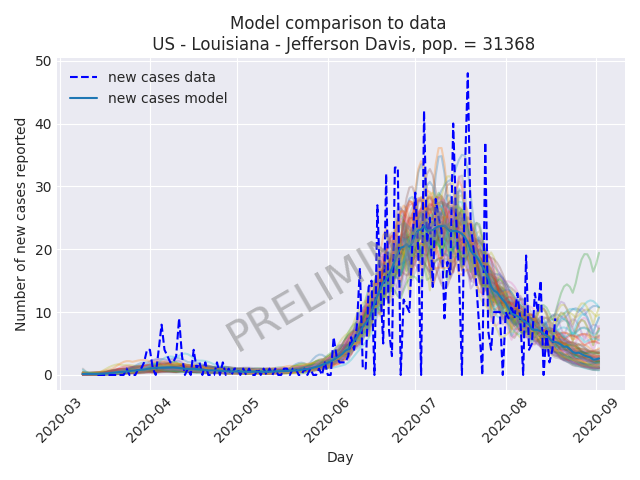 Model comparison to data
US - Louisiana - Jefferson Davis, pop. = 31368
50
40
30
20
10
0
Number of new cases reported
new cases data
new cases model
2020-03
2020-04
2020-05
2020-06
2020-07
2020-08
2020-09
Day